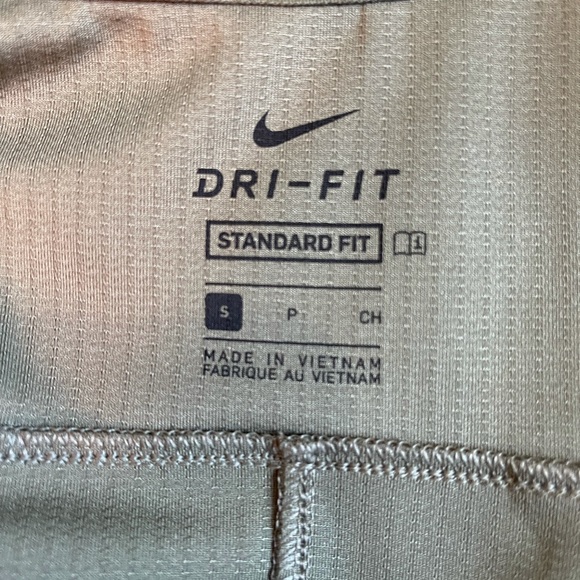 DRI-FIT
STANDARD FIT
S P CH
MADE IN VIETNAM
FABRIQUE AU VIETNAM